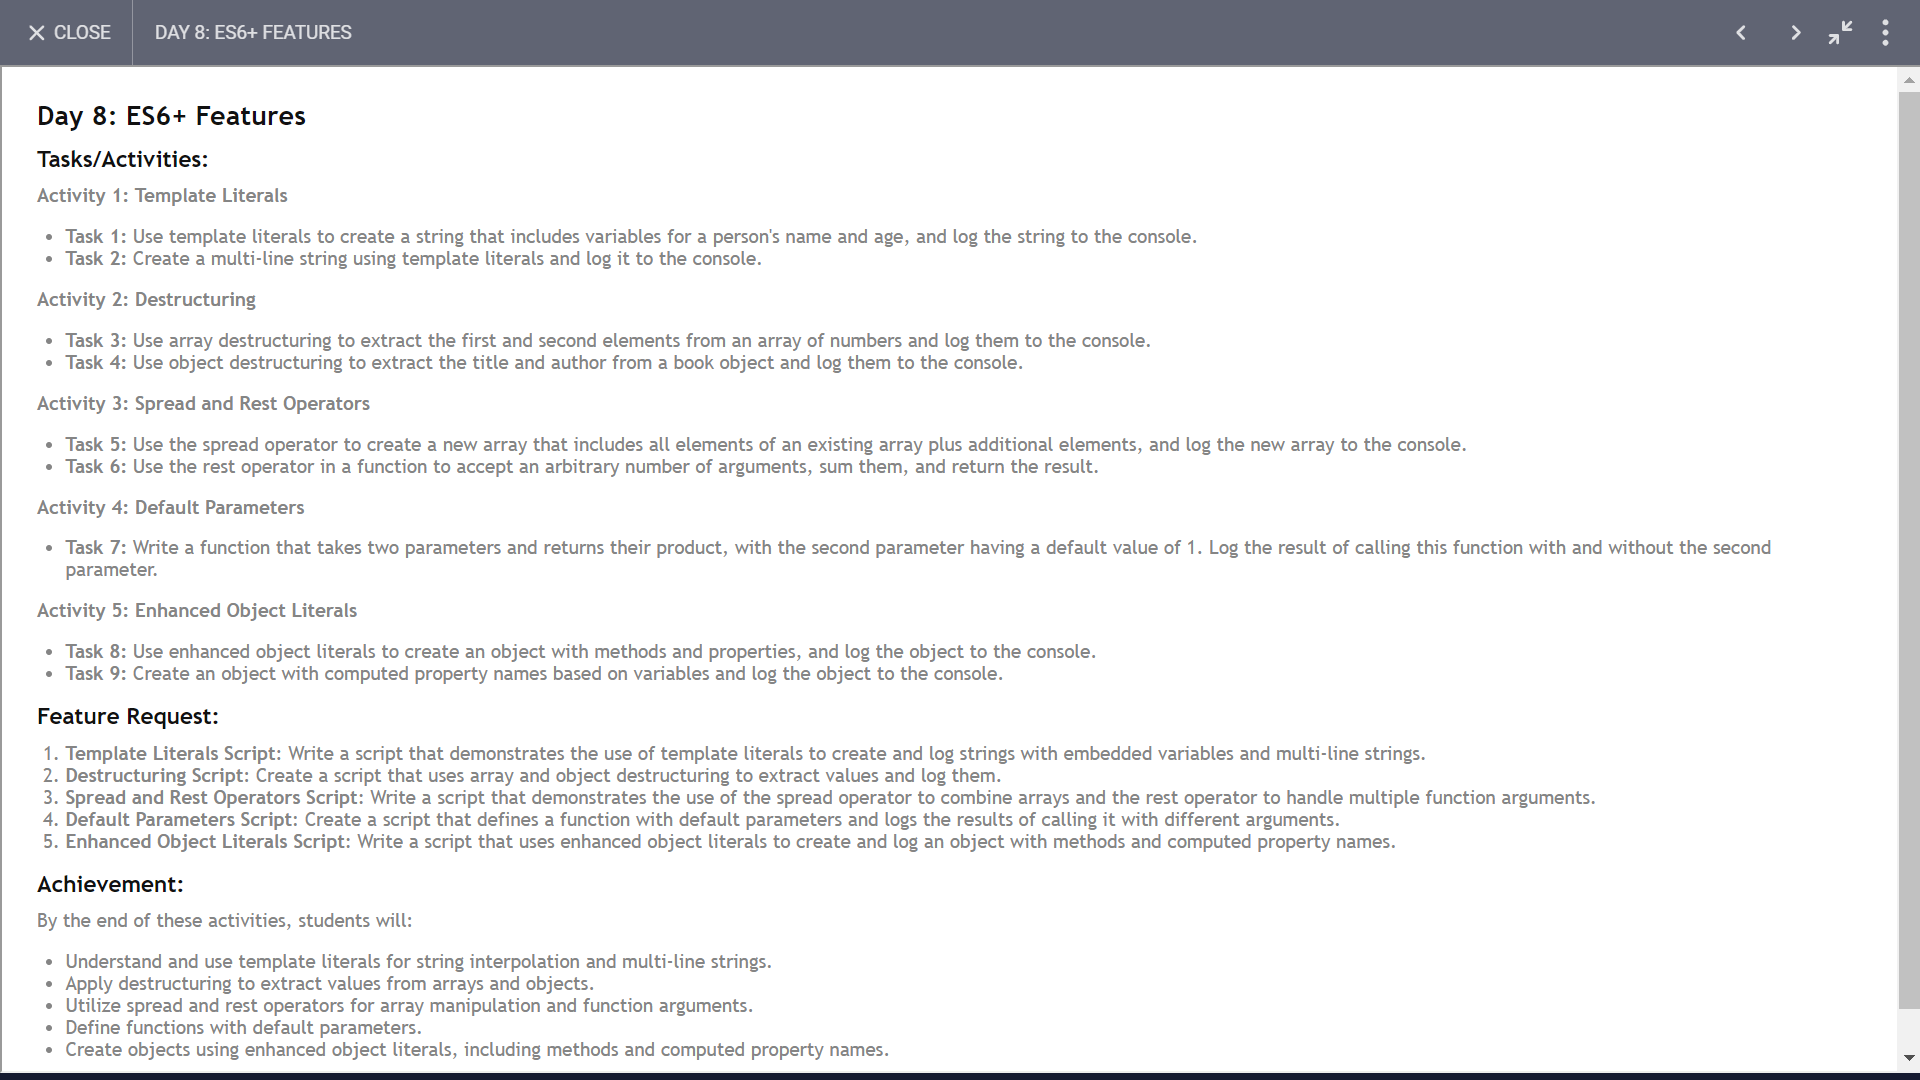 CLOSE
DAY 8: ES6+ FEATURES
Day 8: ES6+ Features
Tasks/Activities:
Activity 1: Template Literals
• Task 1: Use template literals to create a string that includes variables for a person's name and age, and log the string to the console.
• Task 2: Create a multi-line string using template literals and log it to the console.
Activity 2: Destructuring
• Task 3: Use array destructuring to extract the first and second elements from an array of numbers and log them to the console.
• Task 4: Use object destructuring to extract the title and author from a book object and log them to the console.
Activity 3: Spread and Rest Operators
• Task 5: Use the spread operator to create a new array that includes all elements of an existing array plus additional elements, and log the new array to the console.
• Task 6: Use the rest operator in a function to accept an arbitrary number of arguments, sum them, and return the result.
Activity 4: Default Parameters
• Task 7: Write a function that takes two parameters and returns their product, with the second parameter having a default value of 1. Log the result of calling this function with and without the second
parameter.
Activity 5: Enhanced Object Literals
• Task 8: Use enhanced object literals to create an object with methods and properties, and log the object to the console.
• Task 9: Create an object with computed property names based on variables and log the object to the console.
Feature Request:
1. Template Literals Script: Write a script that demonstrates the use of template literals to create and log strings with embedded variables and multi-line strings.
2. Destructuring Script: Create a script that uses array and object destructuring to extract values and log them.
3. Spread and Rest Operators Script: Write a script that demonstrates the use of the spread operator to combine arrays and the rest operator to handle multiple function arguments.
4. Default Parameters Script: Create a script that defines a function with default parameters and logs the results of calling it with different arguments.
5. Enhanced Object Literals Script: Write a script that uses enhanced object literals to create and log an object with methods and computed property names.
Achievement:
By the end of these activities, students will:
• Understand and use template literals for string interpolation and multi-line strings.
• Apply destructuring to extract values from arrays and objects.
• Utilize spread and rest operators for array manipulation and function arguments.
• Define functions with default parameters.
• Create objects using enhanced object literals, including methods and computed property names.